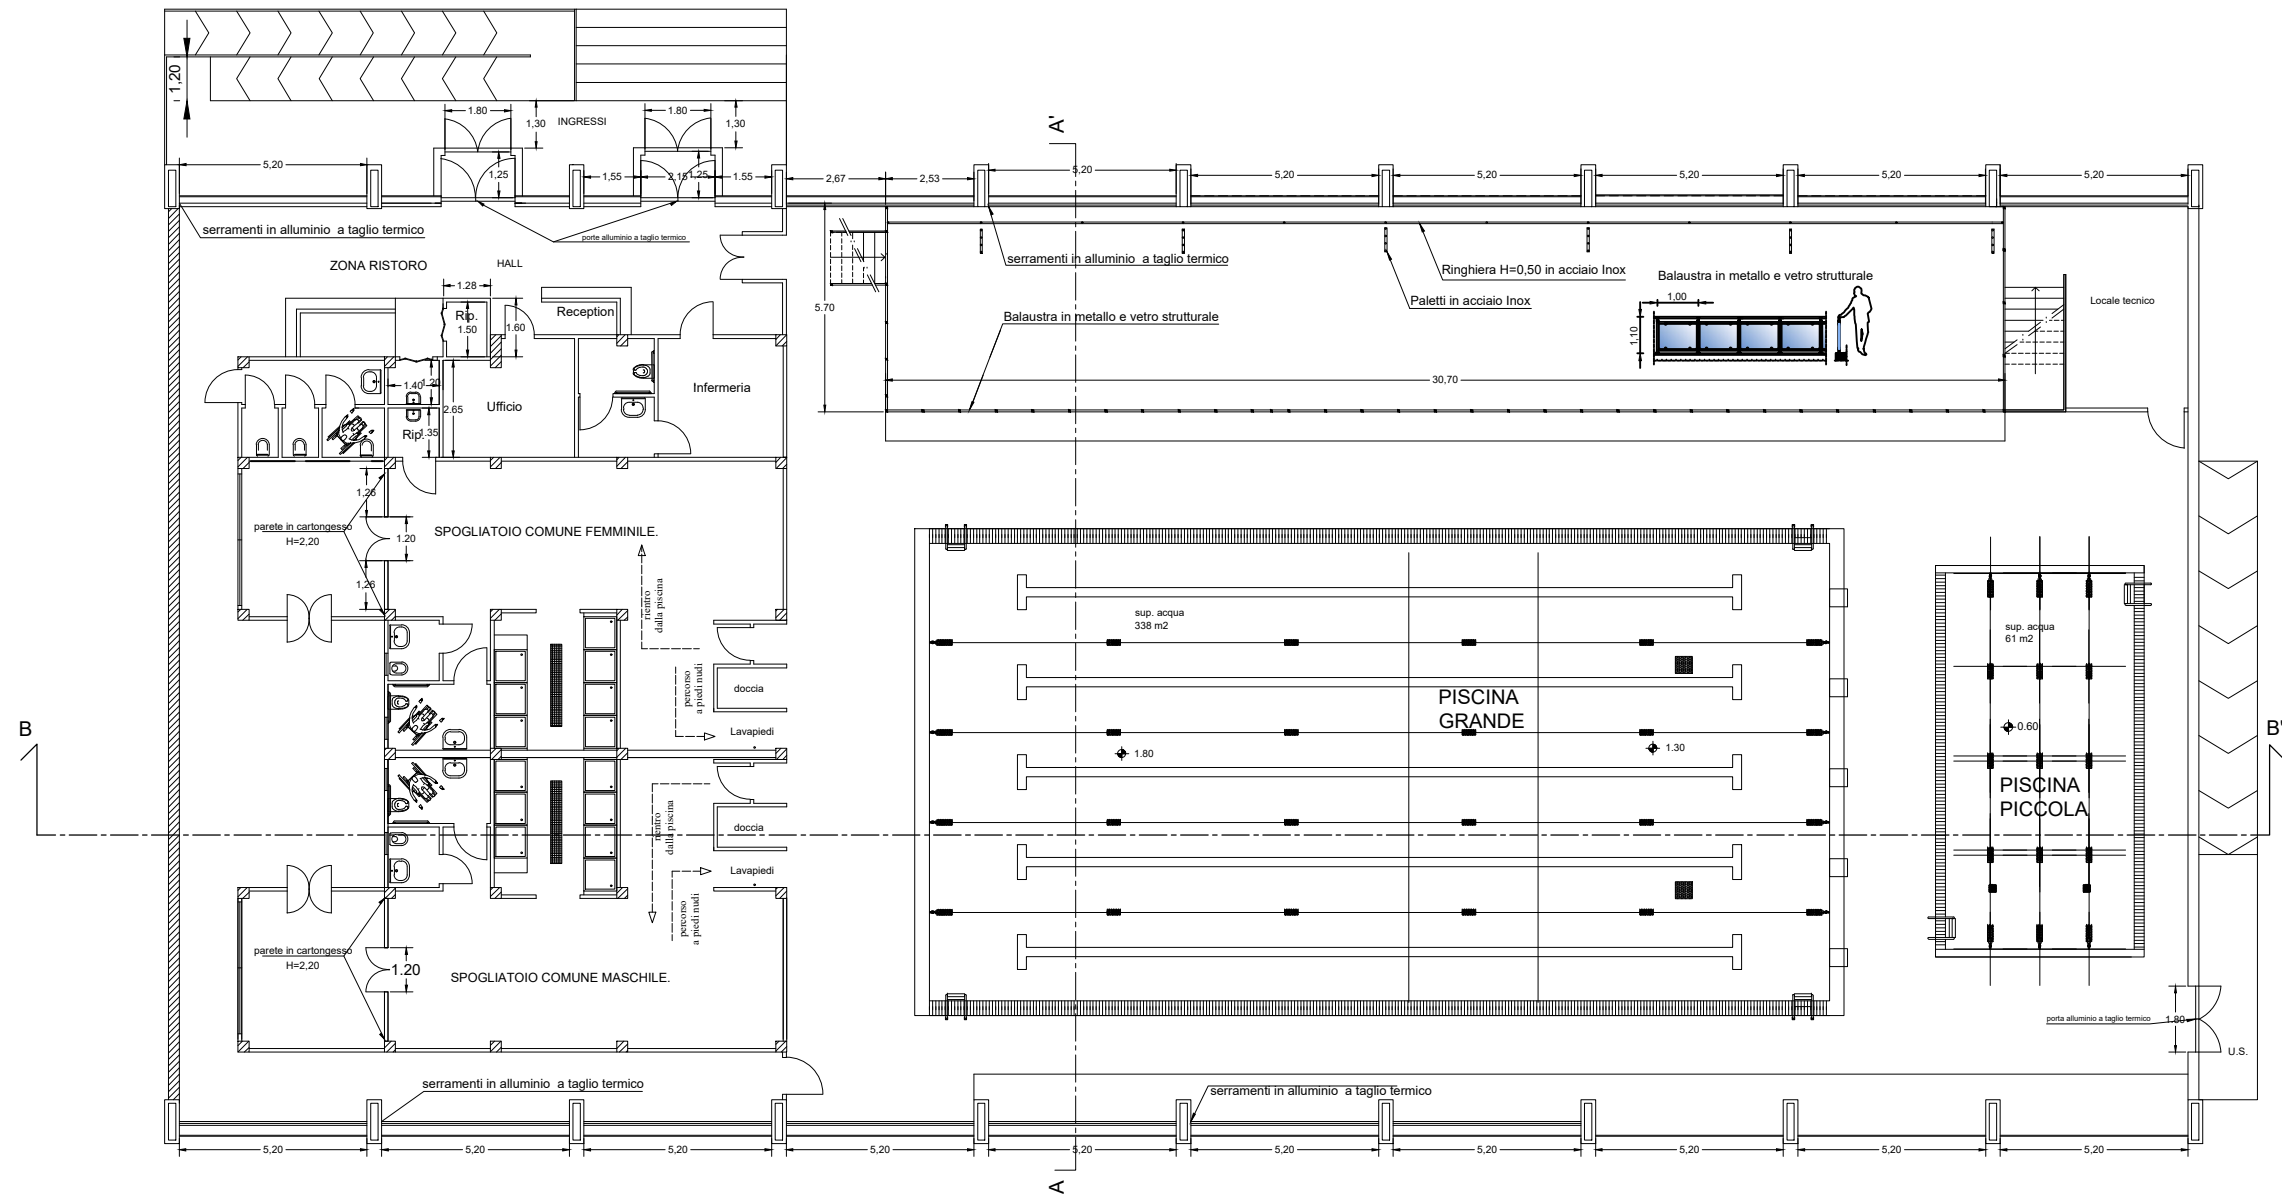 1,20
1.80
1,30
INGRESSI
1.80
1,30
A'
5,20
1,25
1,55
2,15
1,25
1.55
2,67
2,53
5,20
5,20
5,20
5,20
5,20
5,20
serramenti in alluminio a taglio termico
porte alluminio a taglio termico
ZONA RISTORO
HALL
serramenti in alluminio a taglio termico
Ringhiera H=0,50 in acciaio Inox
Balaustra in metallo e vetro strutturale
1.28
Rip.
1.50
1.60
Reception
5.70
Paletti in acciaio Inox
1,00
1,10
Locale tecnico
Balaustra in metallo e vetro strutturale
1.40
1.20
2.65
Ufficio
Infermeria
30,70
Rip.
1.35
1,26
parete in cartongesso
H=2,20
1.20
SPOGLIATOIO COMUNE FEMMINILE.
1,26
rientro
dalla piscina
sup. acqua
338 m2
sup. acqua
61 m2
percorso
a piedi nudi
doccia
Lavapiedi
PISCINA
GRANDE
1.80
1.30
0.60
B
B'
PISCINA
PICCOLA
rientro
dalla piscina
doccia
Lavapiedi
percorso
a piedi nudi
parete in cartongesso
H=2,20
1.20
SPOGLIATOIO COMUNE MASCHILE.
porta alluminio a taglio termico
1.80
U.S.
serramenti in alluminio a taglio termico
serramenti in alluminio a taglio termico
5,20
5,20
5,20
5,20
5,20
5,20
5,20
5,20
5,20
5,20
A